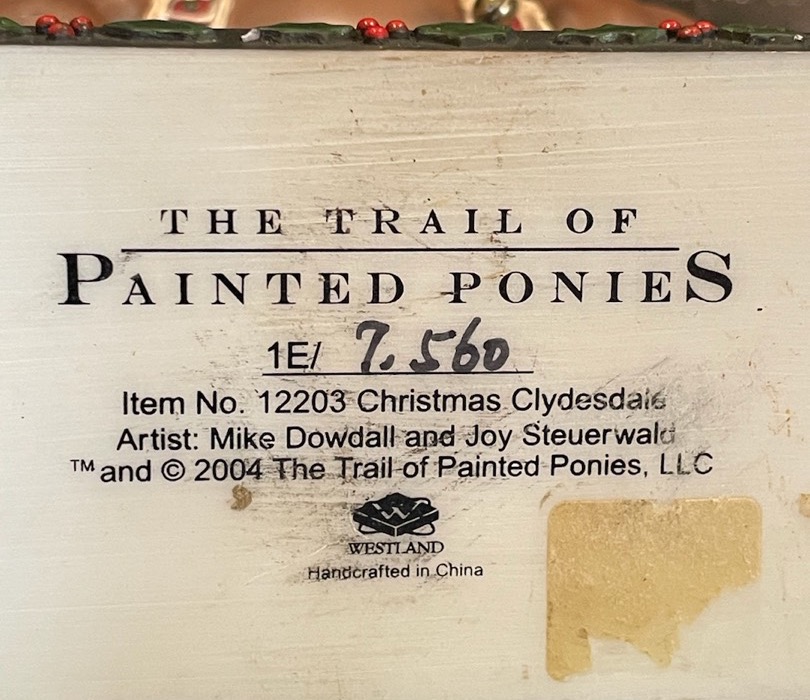 THE TRAIL OF
PAINTED PONIES
1E/ 7.560
Item No. 12203 Christmas Clydesdale
Artist: Mike Dowdall and Joy Steuerwald
™ and © 2004 The Trail of Painted Ponies, LLC
W
WESTLAND
Handcrafted in China